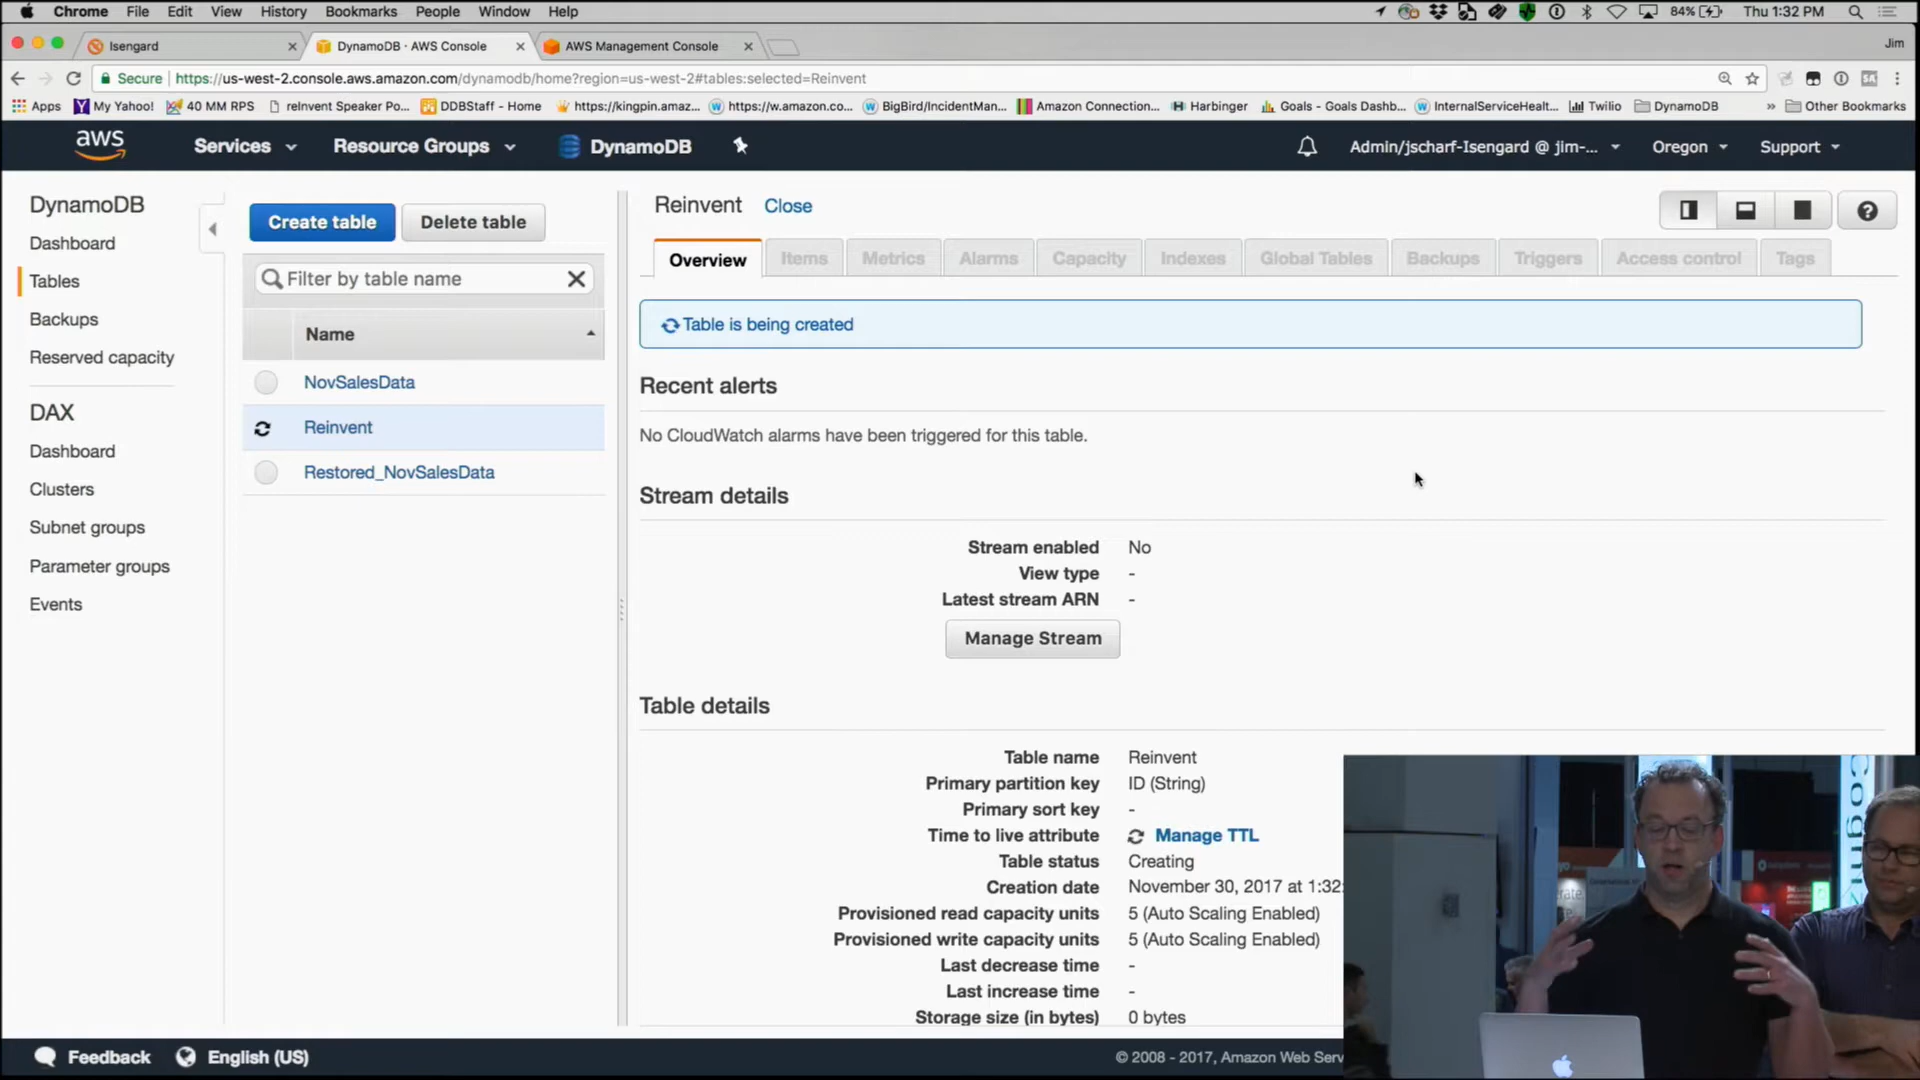 Chrome File Edit View History Bookmarks People Window Help 84% Thu 1:32 PM
Isengard DynamoDB · AWS Console AWS Management Console Jim
Secure https://us-west-2.console.aws.amazon.com/dynamodb/home?region=us-west-2#tables:selected=Reinvent
Apps My Yahoo! 40 MM RPS reInvent Speaker Po... DDBStaff - Home https://kingpin.amaz... https://w.amazon.co... BigBird/IncidentMan... Amazon Connection... Harbinger Goals - Goals Dashb... InternalServiceHealt... Twilio DynamoDB » Other Bookmarks
aws Services Resource Groups DynamoDB Admin/jscharf-Isengard @ jim-... Oregon Support
DynamoDB
Dashboard
Tables
Backups
Reserved capacity
DAX
Dashboard
Clusters
Subnet groups
Parameter groups
Events
Create table Delete table
Filter by table name
Name
NovSalesData
Reinvent
Restored_NovSalesData
Reinvent Close
Overview Items Metrics Alarms Capacity Indexes Global Tables Backups Triggers Access control Tags
Table is being created
Recent alerts
No CloudWatch alarms have been triggered for this table.
Stream details
Stream enabled No
View type -
Latest stream ARN -
Manage Stream
Table details
Table name Reinvent
Primary partition key ID (String)
Primary sort key -
Time to live attribute Manage TTL
Table status Creating
Creation date November 30, 2017 at 1:32:
Provisioned read capacity units 5 (Auto Scaling Enabled)
Provisioned write capacity units 5 (Auto Scaling Enabled)
Last decrease time -
Last increase time -
Storage size (in bytes) 0 bytes
Feedback English (US) © 2008 - 2017, Amazon Web Serv